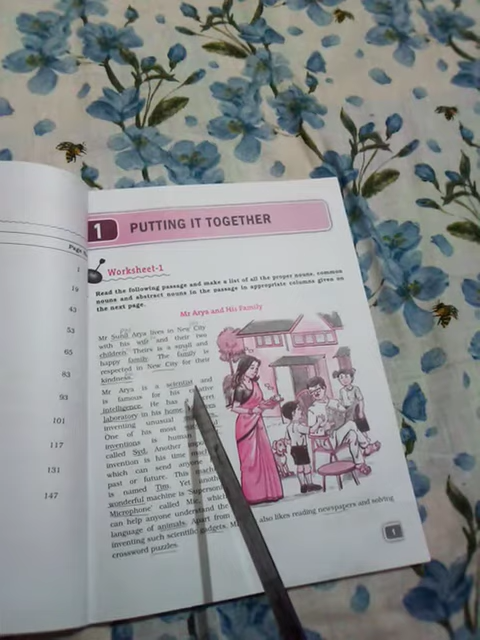 Page
1
19
43
53
65
83
93
101
117
131
147
1 PUTTING IT TOGETHER
Worksheet-1
Read the following passage and make a list of all the proper nouns, common
nouns and abstract nouns in the passage in appropriate columns given on
the next page.
Mr Arya and His Family
Mr Sunil Arya lives in New City
with his wife and their two
children. There is a small and
happy family. The family is
respected in New City for their
kindness.
Mr Arya is a scientist and
is famous for his
intelligence. He has
laboratory in his home
inventing unusual
One of his most
inventions is human
called Syd. Another
invention is his time
which can send anyone
past or future. This
is named Tim. Yet
wonderful machine is 'Superson
Microphone' called Mic, which
can help anyone understand the
language of animals. Apart from
inventing such scientific gadgets, M also likes reading newspapers and solving
crossword puzzles.
1